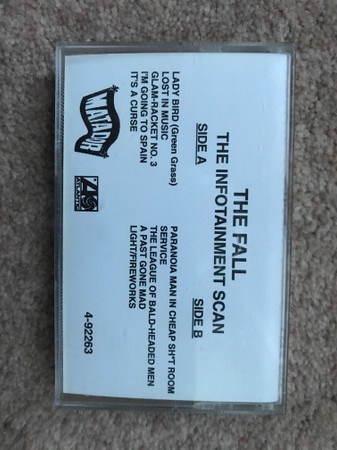 THE FALL
THE INFOTAINMENT SCAN
SIDE A
LADY BIRD (Green Grass)
LOST IN MUSIC
GLAM-RACKET NO. 3
I'M GOING TO SPAIN
IT'S A CURSE
SIDE B
PARANOIA MAN IN CHEAP SH*T ROOM
SERVICE
THE LEAGUE OF BALD-HEADED MEN
A PAST GONE MAD
LIGHT/FIREWORKS
MATADOR
ATLANTIC
4-92263